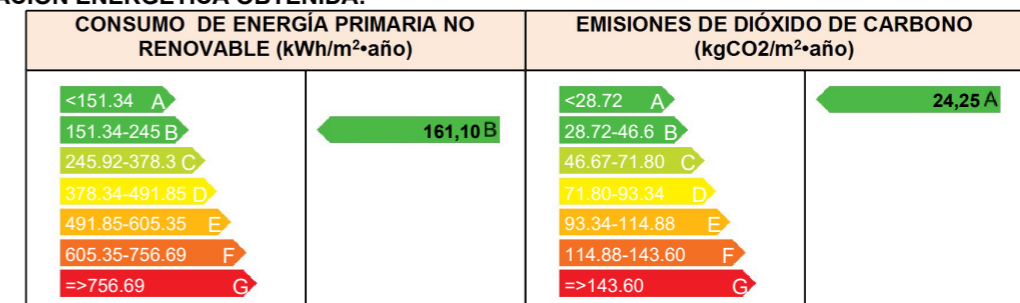 CONSUMO DE ENERGÍA PRIMARIA NO
RENOVABLE (kWh/m²•año)
<151.34 A
151.34-245 B
245.92-378.3 C
378.34-491.85 D
491.85-605.35 E
605.35-756.69 F
=>756.69 G
161,10 B
EMISIONES DE DIÓXIDO DE CARBONO
(kgCO2/m²•año)
<28.72 A
28.72-46.6 B
46.67-71.80 C
71.80-93.34 D
93.34-114.88 E
114.88-143.60 F
=>143.60 G
24,25 A